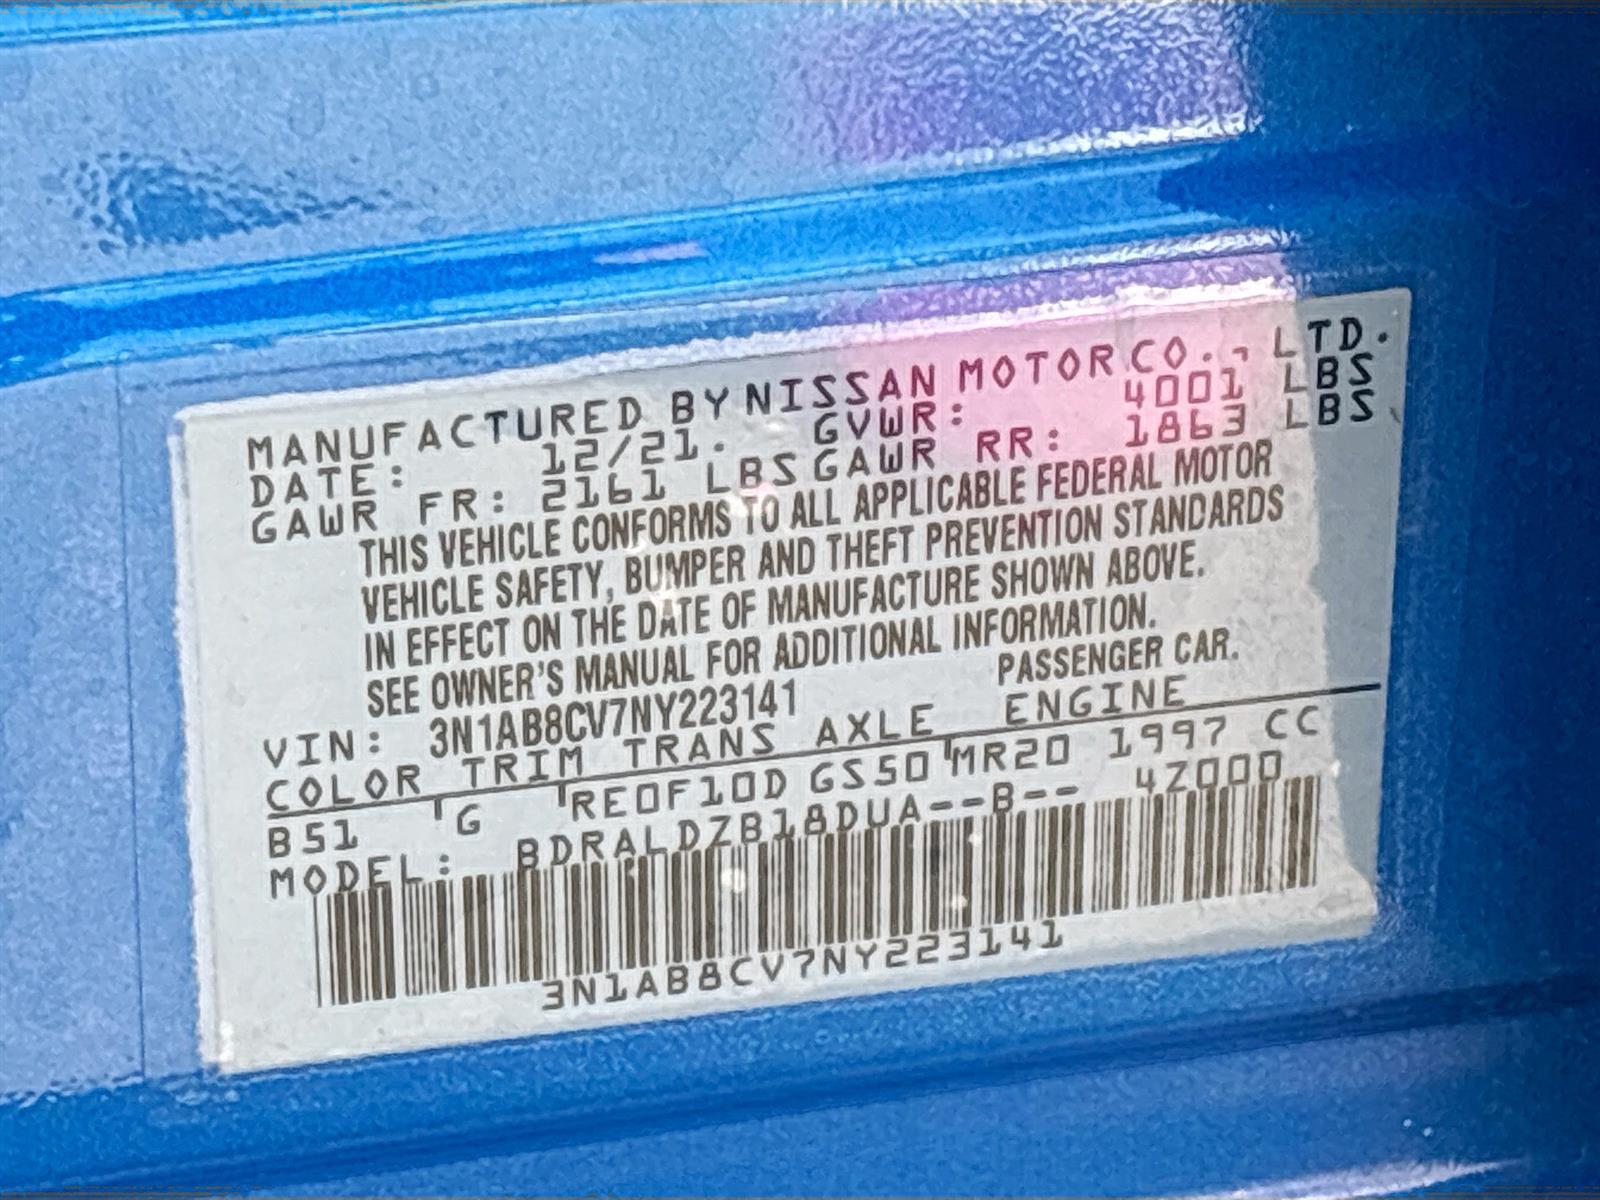 MANUFACTURED BY NISSAN MOTOR CO., LTD.
DATE: 12/21. GVWR: 4001 LBS
GAWR FR: 2161 LBS GAWR RR: 1863 LBS
THIS VEHICLE CONFORMS TO ALL APPLICABLE FEDERAL MOTOR
VEHICLE SAFETY, BUMPER AND THEFT PREVENTION STANDARDS
IN EFFECT ON THE DATE OF MANUFACTURE SHOWN ABOVE.
SEE OWNER'S MANUAL FOR ADDITIONAL INFORMATION.
VIN: 3N1AB8CV7NY223141 PASSENGER CAR.
COLOR TRIM TRANS AXLE ENGINE
B51 G RE0F10D GS50 MR20 1997 CC
MODEL: BDRALDZB18DUA--B-- 4Z000
3N1AB8CV7NY223141